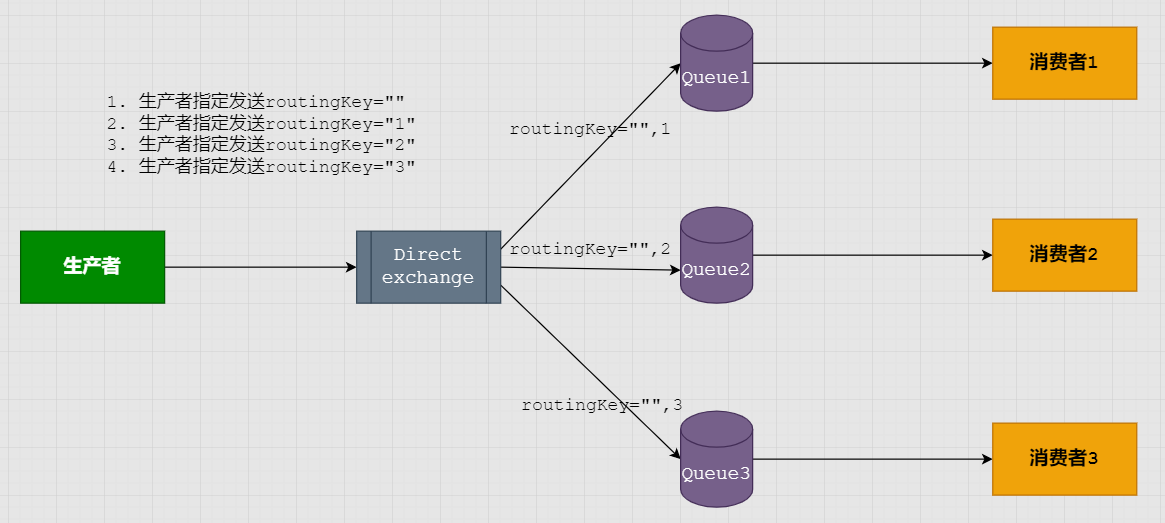 1. 生产者指定发送routingKey=""
2. 生产者指定发送routingKey="1"
3. 生产者指定发送routingKey="2"
4. 生产者指定发送routingKey="3"
生产者
Direct
exchange
routingKey="",1
routingKey="",2
routingKey="",3
Queue1
Queue2
Queue3
消费者1
消费者2
消费者3